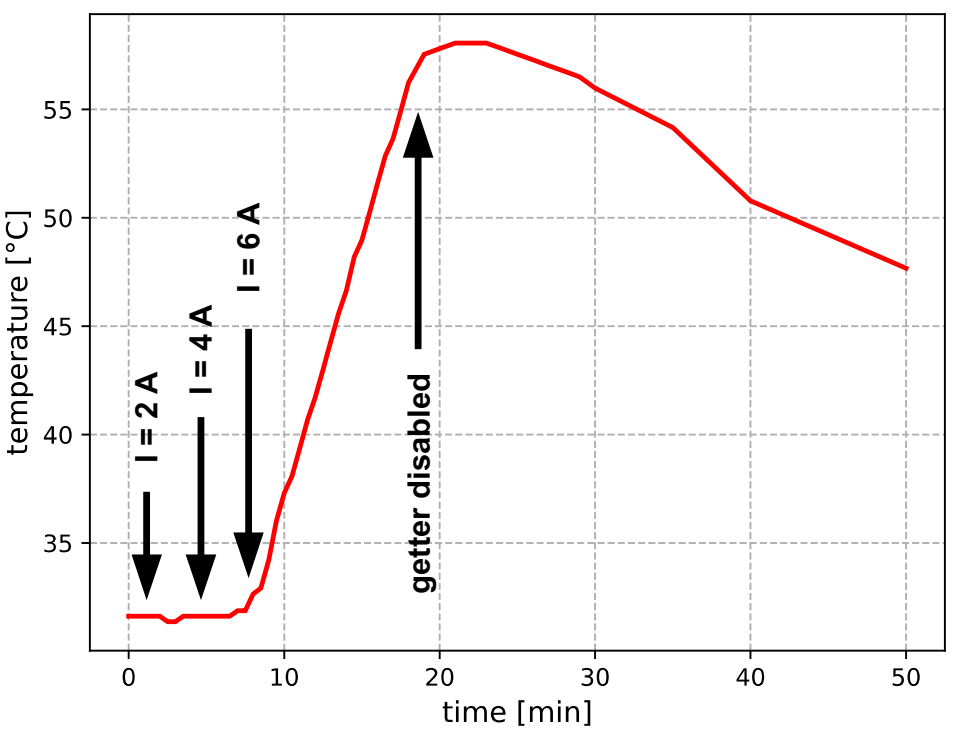 temperature [°C]
55
50
45
40
35
I = 2 A
I = 4 A
I = 6 A
getter disabled
0 10 20 30 40 50
time [min]